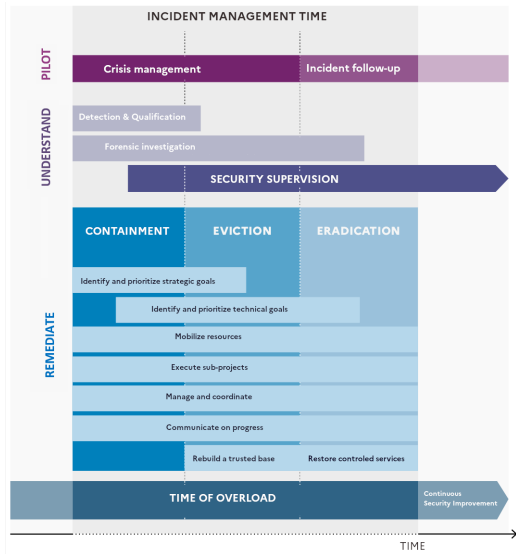 INCIDENT MANAGEMENT TIME
PILOT
Crisis management
Incident follow-up
UNDERSTAND
Detection & Qualification
Forensic investigation
SECURITY SUPERVISION
REMEDIATE
CONTAINMENT
EVICTION
ERADICATION
Identify and prioritize strategic goals
Identify and prioritize technical goals
Mobilize resources
Execute sub-projects
Manage and coordinate
Communicate on progress
Rebuild a trusted base
Restore controled services
TIME OF OVERLOAD
Continuous
Security Improvement
TIME